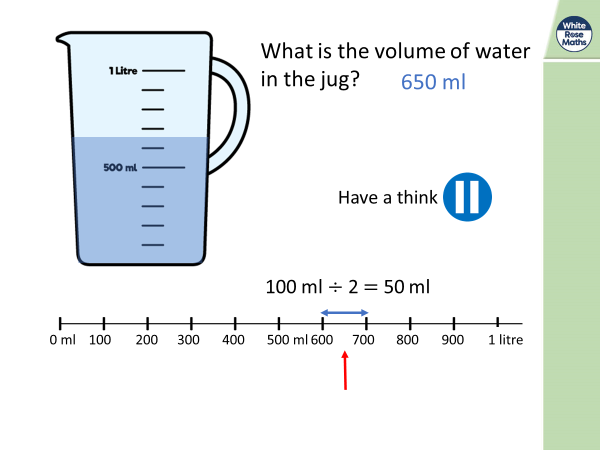 White
Rose
Maths
What is the volume of water
in the jug?
650 ml
1 Litre
500 ml
Have a think
100 ml ÷ 2 = 50 ml
0 ml 100 200 300 400 500 ml 600 700 800 900 1 litre